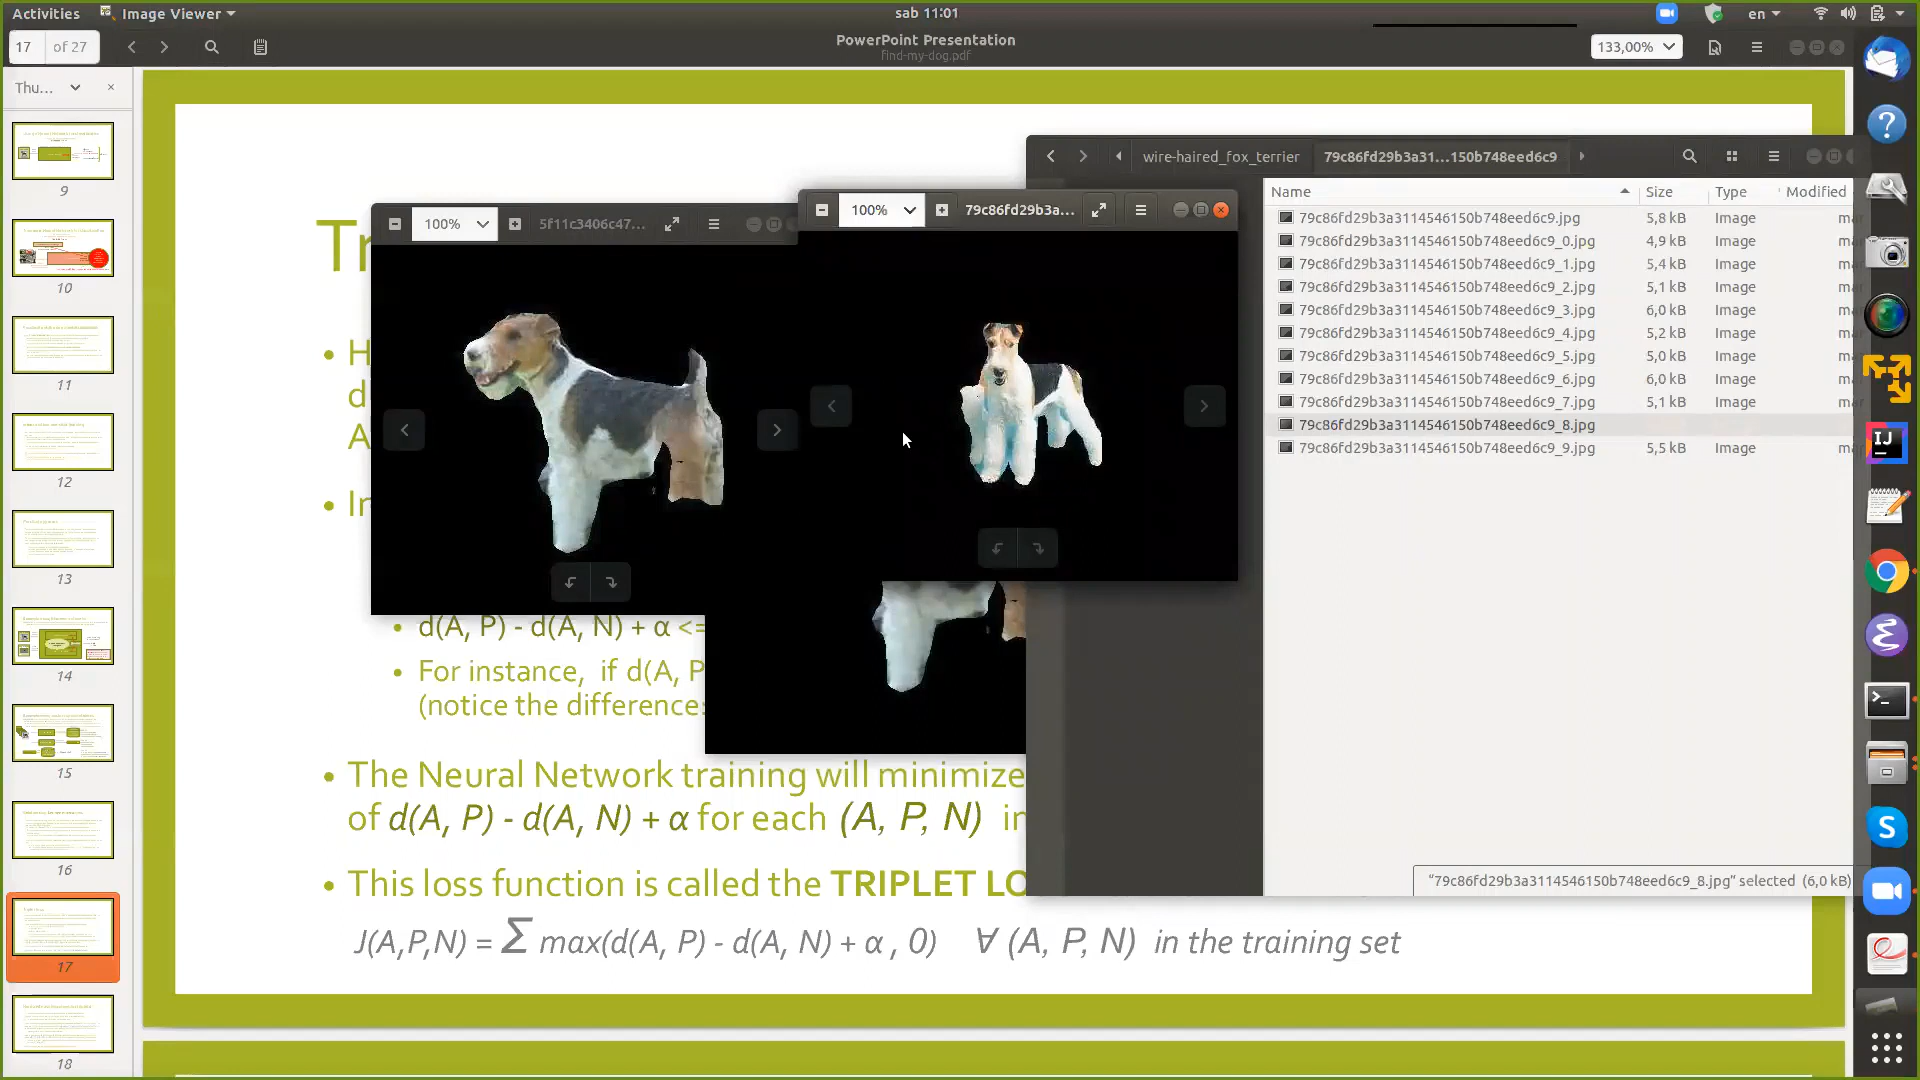 Activities
Image Viewer
sab 11:01
en
17
of 27
PowerPoint Presentation
find-my-dog.pdf
133,00%
Thu...
9
10
11
12
13
14
15
16
17
18
100%
5f11c3406c47...
100%
79c86fd29b3a...
wire-haired_fox_terrier
79c86fd29b3a31...150b748eed6c9
Name
Size
Type
Modified
79c86fd29b3a3114546150b748eed6c9.jpg 5,8 kB Image
79c86fd29b3a3114546150b748eed6c9_0.jpg 4,9 kB Image
79c86fd29b3a3114546150b748eed6c9_1.jpg 5,4 kB Image
79c86fd29b3a3114546150b748eed6c9_2.jpg 5,1 kB Image
79c86fd29b3a3114546150b748eed6c9_3.jpg 6,0 kB Image
79c86fd29b3a3114546150b748eed6c9_4.jpg 5,2 kB Image
79c86fd29b3a3114546150b748eed6c9_5.jpg 5,0 kB Image
79c86fd29b3a3114546150b748eed6c9_6.jpg 6,0 kB Image
79c86fd29b3a3114546150b748eed6c9_7.jpg 5,1 kB Image
79c86fd29b3a3114546150b748eed6c9_8.jpg
79c86fd29b3a3114546150b748eed6c9_9.jpg 5,5 kB Image
"79c86fd29b3a3114546150b748eed6c9_8.jpg" selected (6,0 kB)
d(A, P) - d(A, N) + α <=
For instance, if d(A, P
(notice the difference
The Neural Network training will minimize
of d(A, P) - d(A, N) + α for each (A, P, N) in
This loss function is called the TRIPLET LO
J(A,P,N) = Σ max(d(A, P) - d(A, N) + α , 0) ∀ (A, P, N) in the training set
IJ